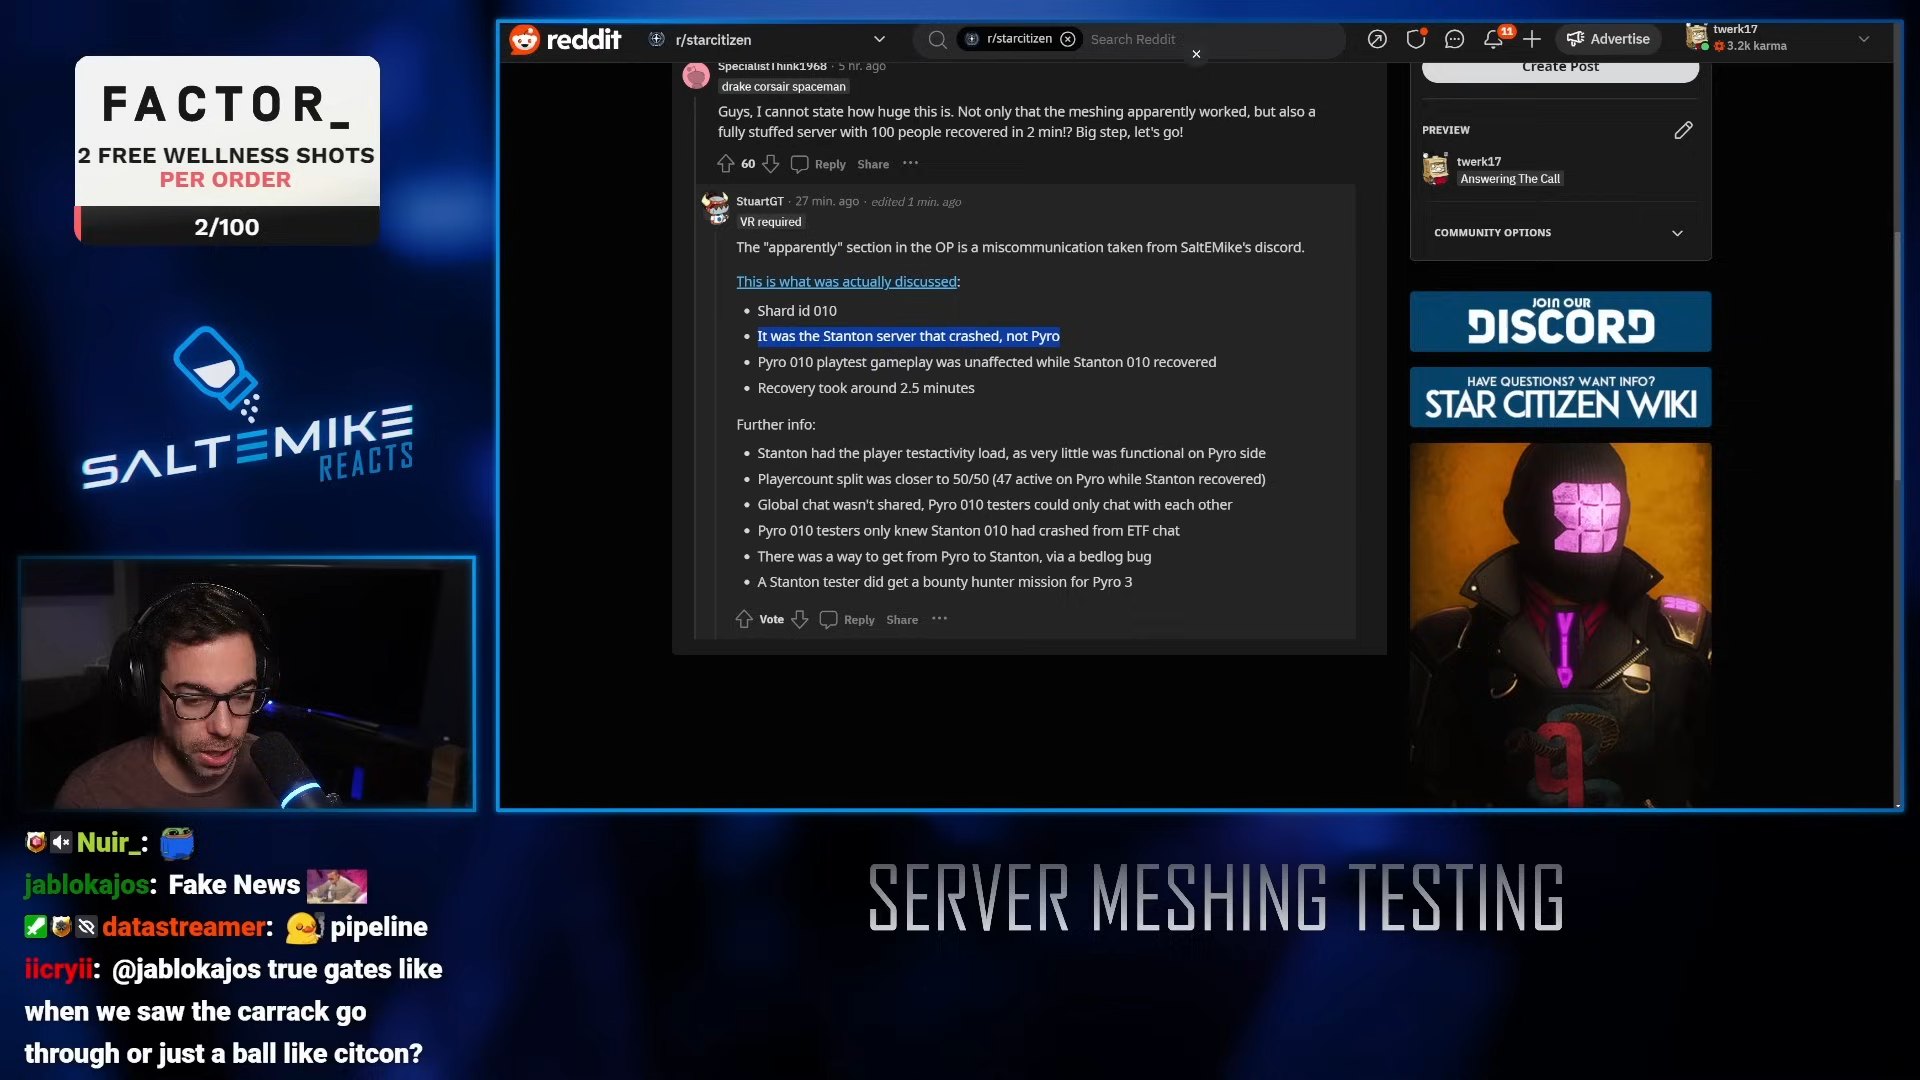 FACTOR_
2 FREE WELLNESS SHOTS
PER ORDER
2/100
SALTEMIKE
REACTS
reddit
r/starcitizen
r/starcitizen
Search Reddit
11
Advertise
twerk17
3.2k karma
SpecialistThink1968 · 5 hr. ago
drake corsair spaceman
Guys, I cannot state how huge this is. Not only that the meshing apparently worked, but also a
fully stuffed server with 100 people recovered in 2 min!? Big step, let's go!
60
Reply
Share
StuartGT · 27 min. ago · edited 1 min. ago
VR required
The "apparently" section in the OP is a miscommunication taken from SaltEMike's discord.
This is what was actually discussed:
• Shard id 010
• It was the Stanton server that crashed, not Pyro
• Pyro 010 playtest gameplay was unaffected while Stanton 010 recovered
• Recovery took around 2.5 minutes
Further info:
• Stanton had the player testactivity load, as very little was functional on Pyro side
• Playercount split was closer to 50/50 (47 active on Pyro while Stanton recovered)
• Global chat wasn't shared, Pyro 010 testers could only chat with each other
• Pyro 010 testers only knew Stanton 010 had crashed from ETF chat
• There was a way to get from Pyro to Stanton, via a bedlog bug
• A Stanton tester did get a bounty hunter mission for Pyro 3
Vote
Reply
Share
Create Post
PREVIEW
twerk17
Answering The Call
COMMUNITY OPTIONS
JOIN OUR
DISCORD
HAVE QUESTIONS? WANT INFO?
STAR CITIZEN WIKI
Nuir_:
jablokajos: Fake News
datastreamer: pipeline
iicryii: @jablokajos true gates like
when we saw the carrack go
through or just a ball like citcon?
SERVER MESHING TESTING